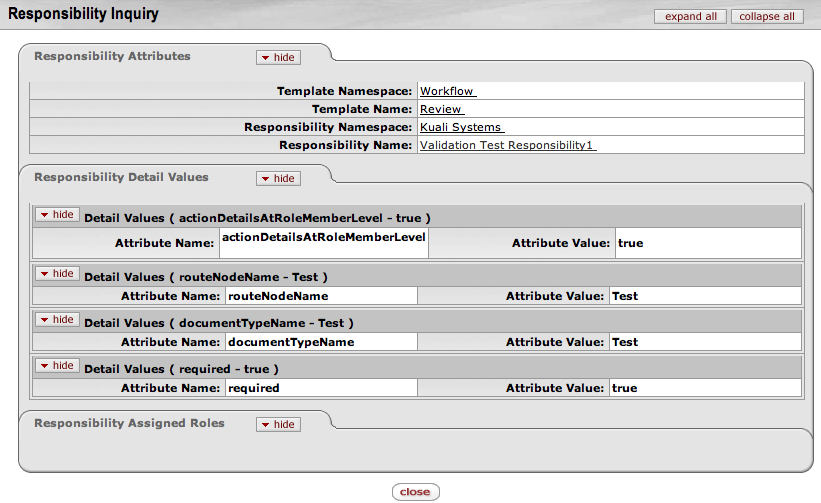 Responsibility Inquiry expand all collapse all
Responsibility Attributes hide
Template Namespace: Workflow
Template Name: Review
Responsibility Namespace: Kuali Systems
Responsibility Name: Validation Test Responsibility1
Responsibility Detail Values hide
hide Detail Values ( actionDetailsAtRoleMemberLevel - true )
Attribute Name: actionDetailsAtRoleMemberLevel Attribute Value: true
hide Detail Values ( routeNodeName - Test )
Attribute Name: routeNodeName Attribute Value: Test
hide Detail Values ( documentTypeName - Test )
Attribute Name: documentTypeName Attribute Value: Test
hide Detail Values ( required - true )
Attribute Name: required Attribute Value: true
Responsibility Assigned Roles hide
close